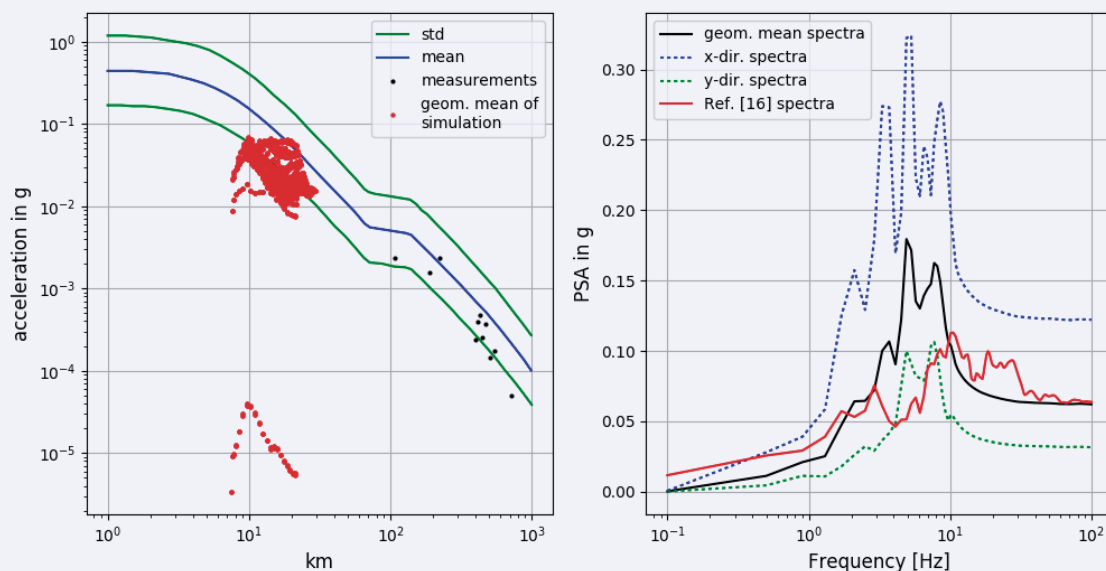 std
mean
measurements
geom. mean of
simulation
acceleration in g
10⁰
10⁻¹
10⁻²
10⁻³
10⁻⁴
10⁻⁵
10⁰
10¹
10²
10³
km
geom. mean spectra
x-dir. spectra
y-dir. spectra
Ref. [16] spectra
PSA in g
0.30
0.25
0.20
0.15
0.10
0.05
0.00
10⁻¹
10⁰
10¹
10²
Frequency [Hz]